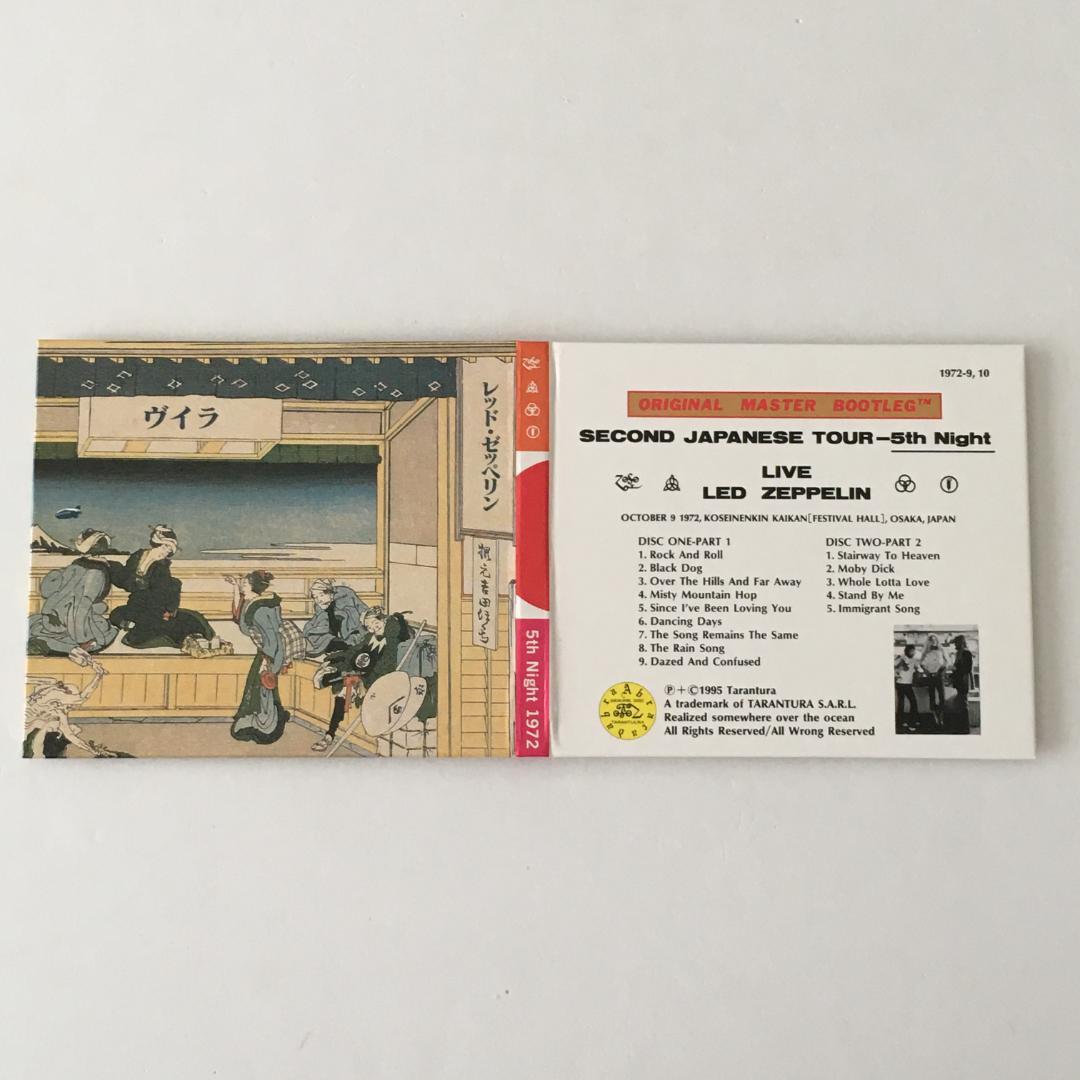 ヴイラ
レッド・ゼッペリン
5th Night 1972
1972-9, 10
ORIGINAL MASTER BOOTLEG™
SECOND JAPANESE TOUR—5th Night
LIVE
LED ZEPPELIN
OCTOBER 9 1972, KOSEINENKIN KAIKAN[FESTIVAL HALL], OSAKA, JAPAN
DISC ONE-PART 1
1. Rock And Roll
2. Black Dog
3. Over The Hills And Far Away
4. Misty Mountain Hop
5. Since I've Been Loving You
6. Dancing Days
7. The Song Remains The Same
8. The Rain Song
9. Dazed And Confused
DISC TWO-PART 2
1. Stairway To Heaven
2. Moby Dick
3. Whole Lotta Love
4. Stand By Me
5. Immigrant Song
Ⓟ+©1995 Tarantura
A trademark of TARANTURA S.A.R.L.
Realized somewhere over the ocean
All Rights Reserved/All Wrong Reserved
TARANTURA